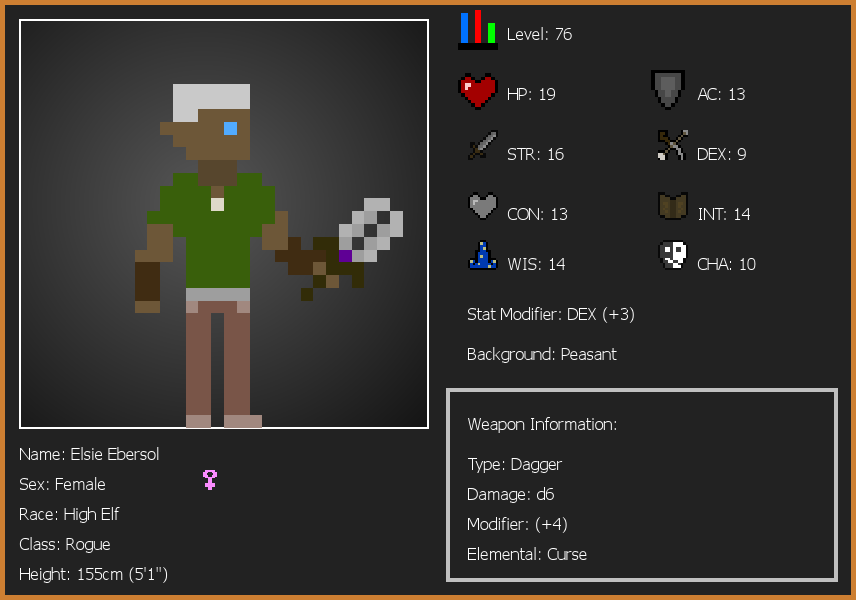 Level: 76
HP: 19
AC: 13
STR: 16
DEX: 9
CON: 13
INT: 14
WIS: 14
CHA: 10
Stat Modifier: DEX (+3)
Background: Peasant
Weapon Information:
Type: Dagger
Damage: d6
Modifier: (+4)
Elemental: Curse
Name: Elsie Ebersol
Sex: Female
Race: High Elf
Class: Rogue
Height: 155cm (5'1")